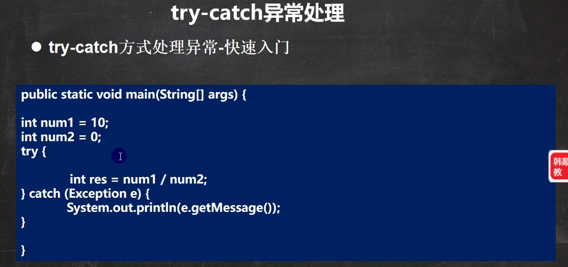 try-catch异常处理
● try-catch方式处理异常-快速入门
public static void main(String[] args) {
int num1 = 10;
int num2 = 0;
try {
int res = num1 / num2;
} catch (Exception e) {
System.out.println(e.getMessage());
}
}
韩顺
教